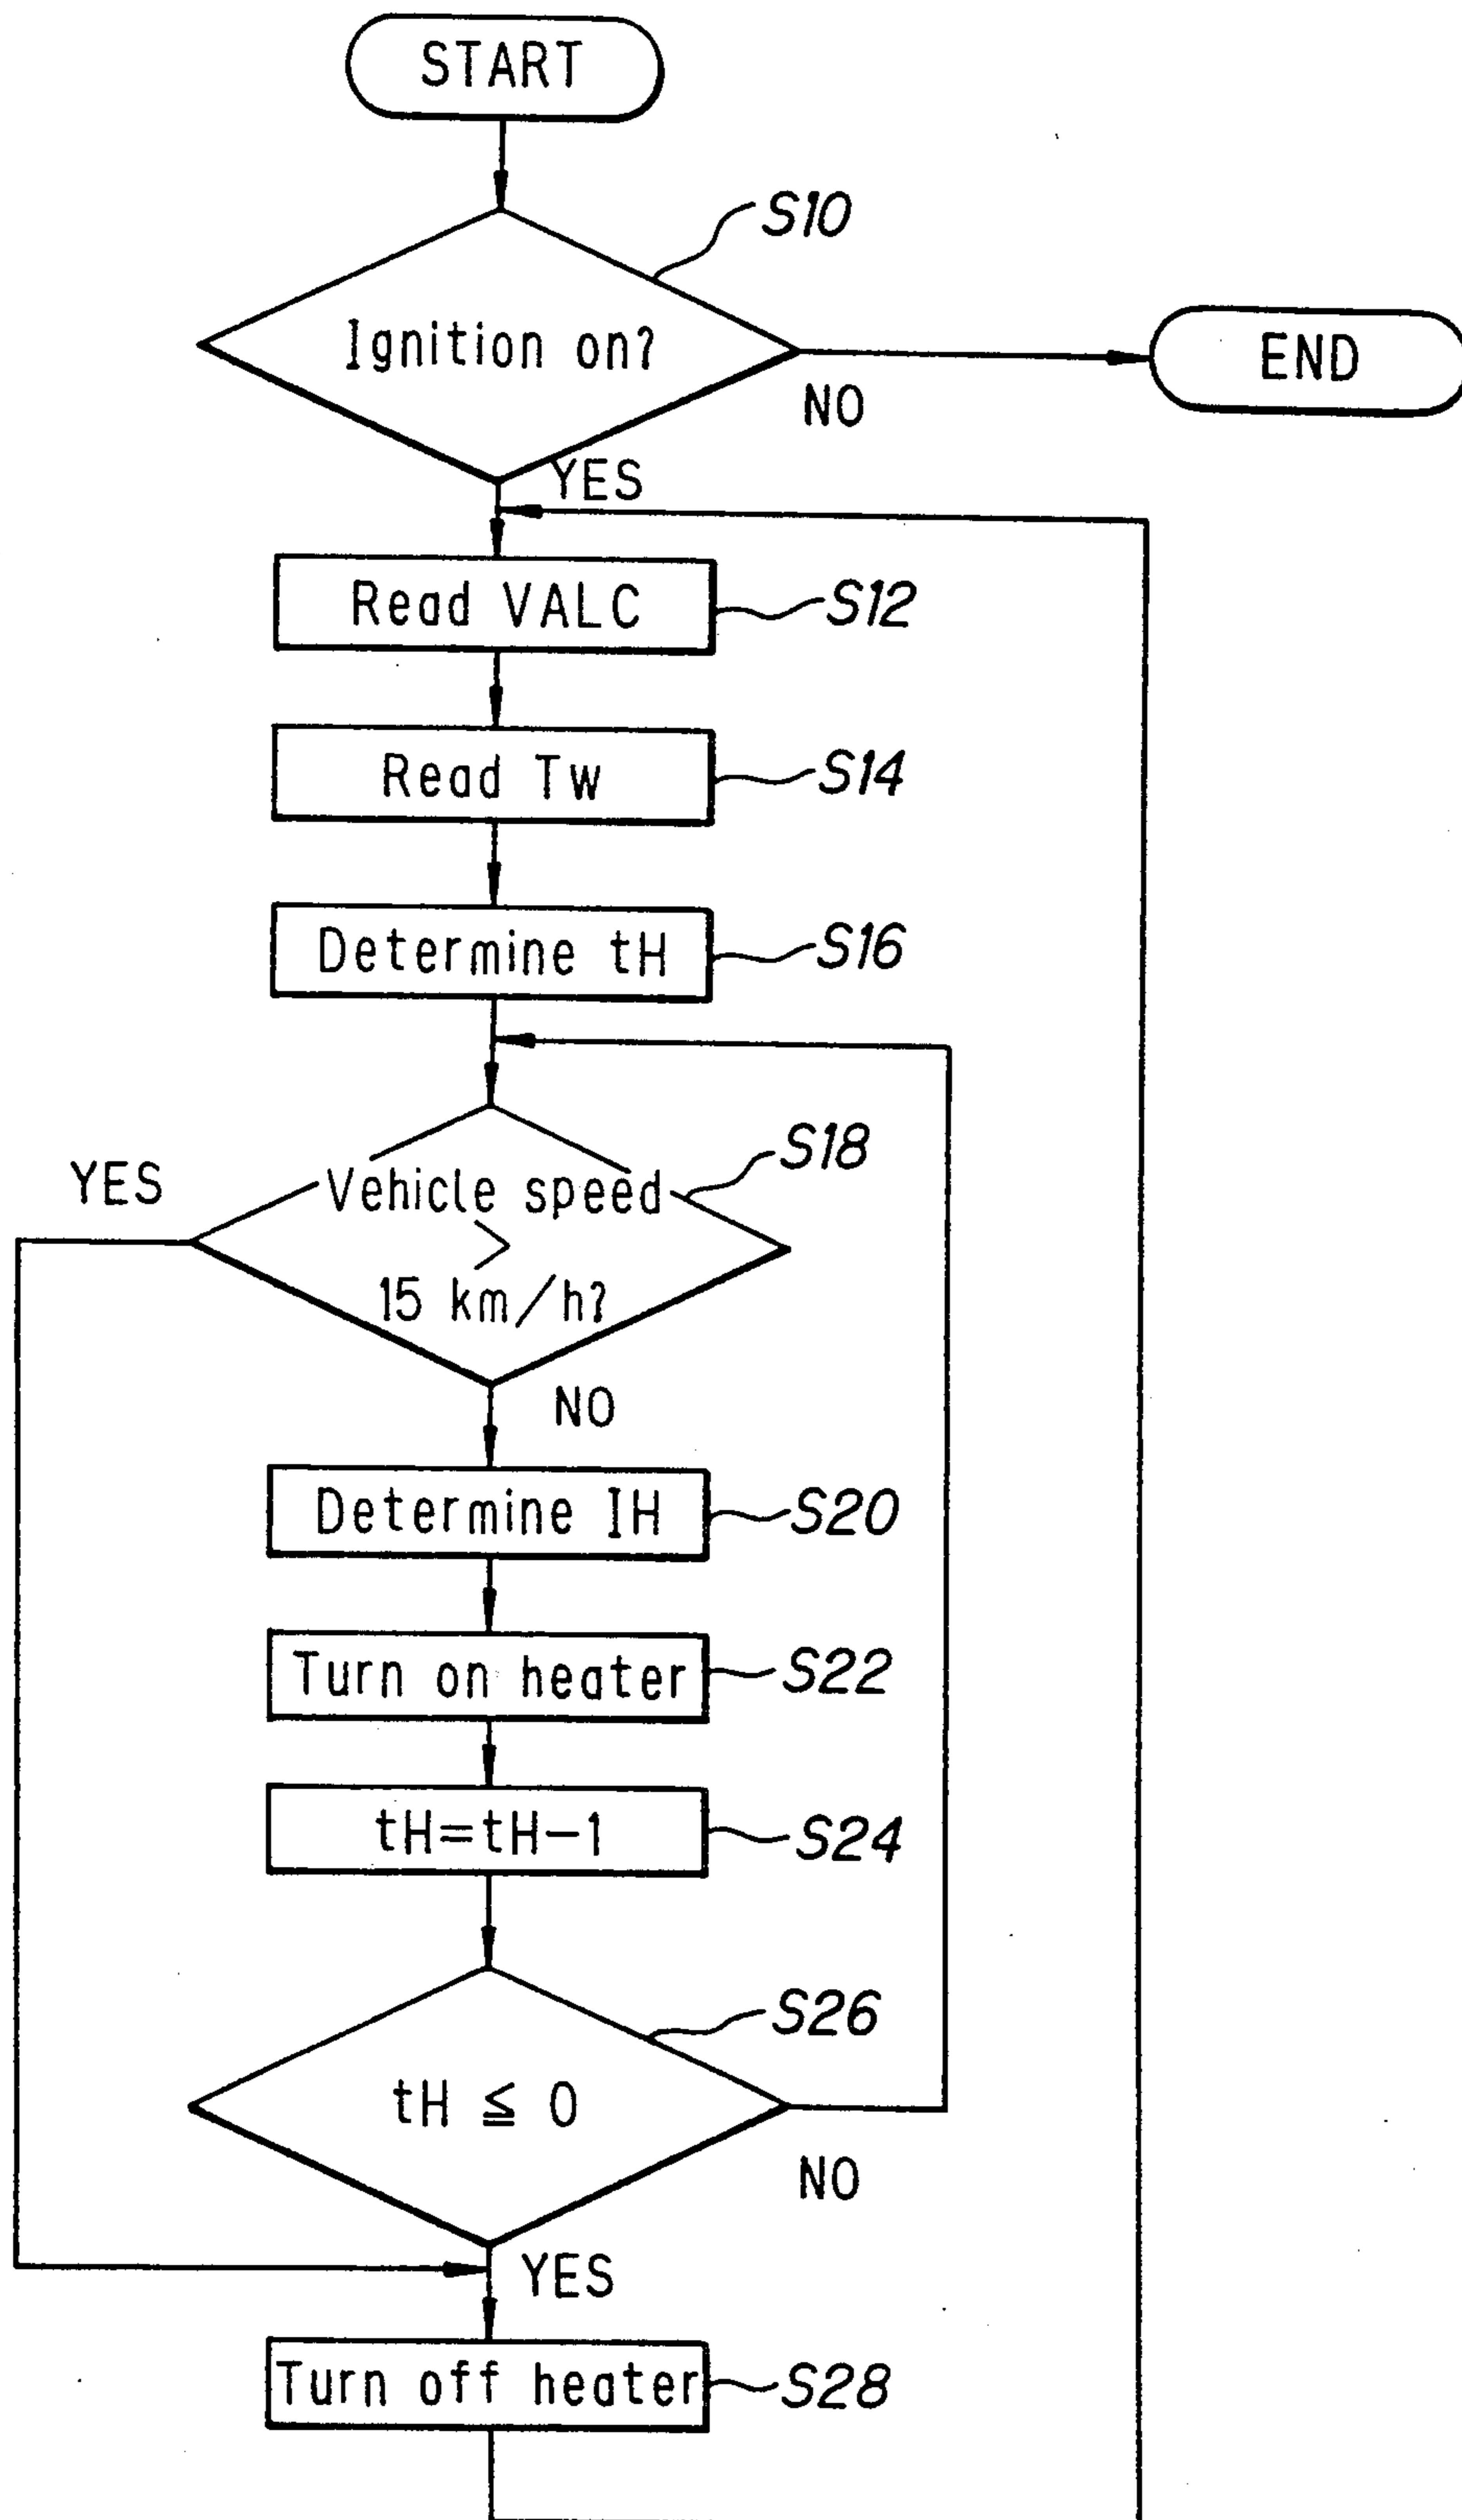 START
S10
Ignition on?
END
NO
YES
Read VALC
S12
Read Tw
S14
Determine tH
S16
S18
YES
Vehicle speed
>
15 km/h?
NO
Determine IH
S20
Turn on heater
S22
tH=tH-1
S24
S26
tH ≦ 0
NO
YES
Turn off heater
S28